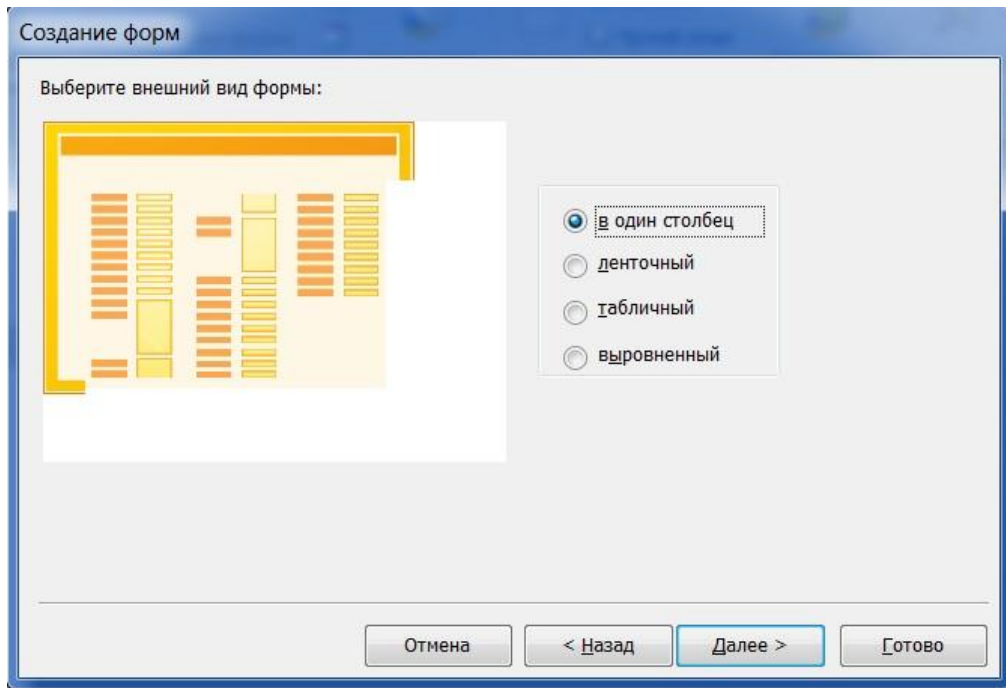 Создание форм
Выберите внешний вид формы:
в один столбец
ленточный
табличный
выровненный
Отмена
< Назад
Далее >
Готово